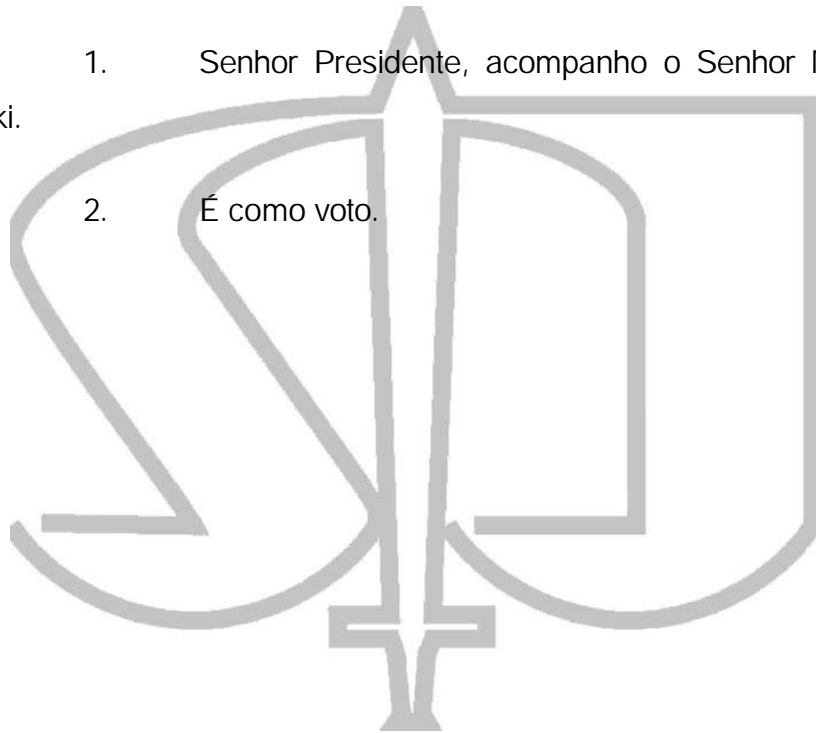 1. Senhor Presidente, acompanho o Senhor
ki.
2. É como voto.